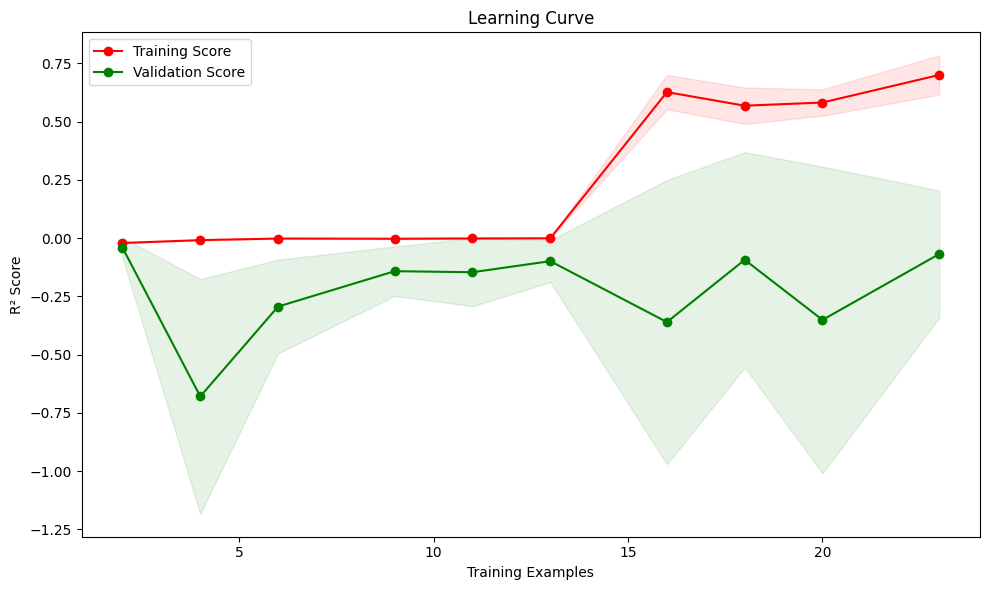 Learning Curve
Training Score
Validation Score
R² Score
0.75
0.50
0.25
0.00
−0.25
−0.50
−0.75
−1.00
−1.25
5
10
15
20
Training Examples